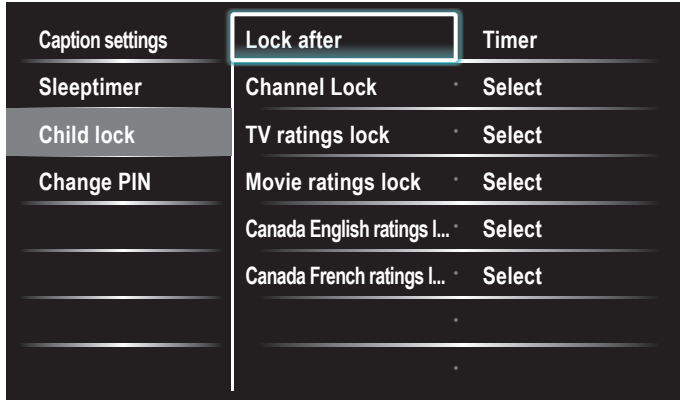 Caption settings Lock after Timer
Sleeptimer Channel Lock Select
Child lock TV ratings lock Select
Change PIN Movie ratings lock Select
Canada English ratings l... Select
Canada French ratings l... Select